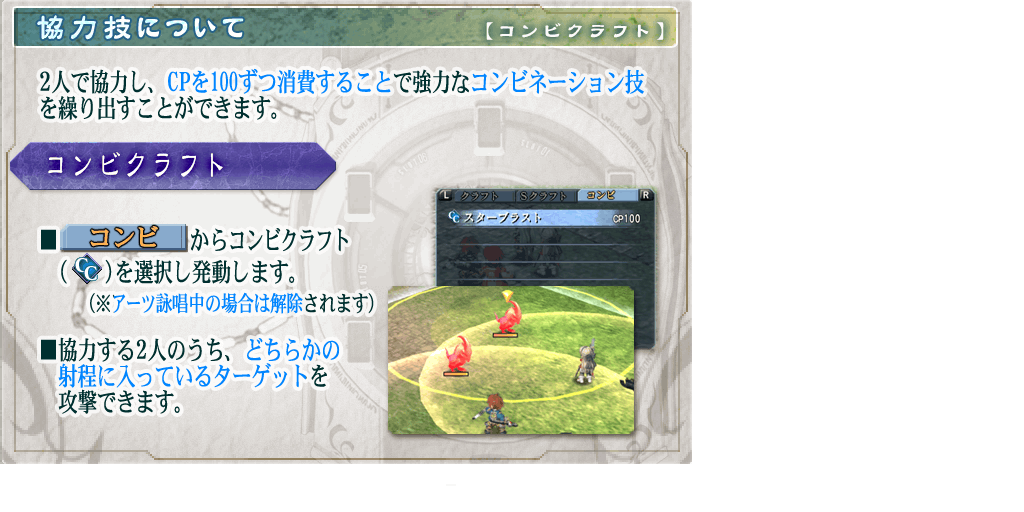 協力技について
【コンビクラフト】
2人で協力し、CPを100ずつ消費することで強力なコンビネーション技
を繰り出すことができます。
コンビクラフト
L クラフト Sクラフト コンビ R
CC スターブラスト CP100
■ コンビ からコンビクラフト
(CC)を選択し発動します。
(※アーツ詠唱中の場合は解除されます)
■協力する2人のうち、どちらかの
射程に入っているターゲットを
攻撃できます。